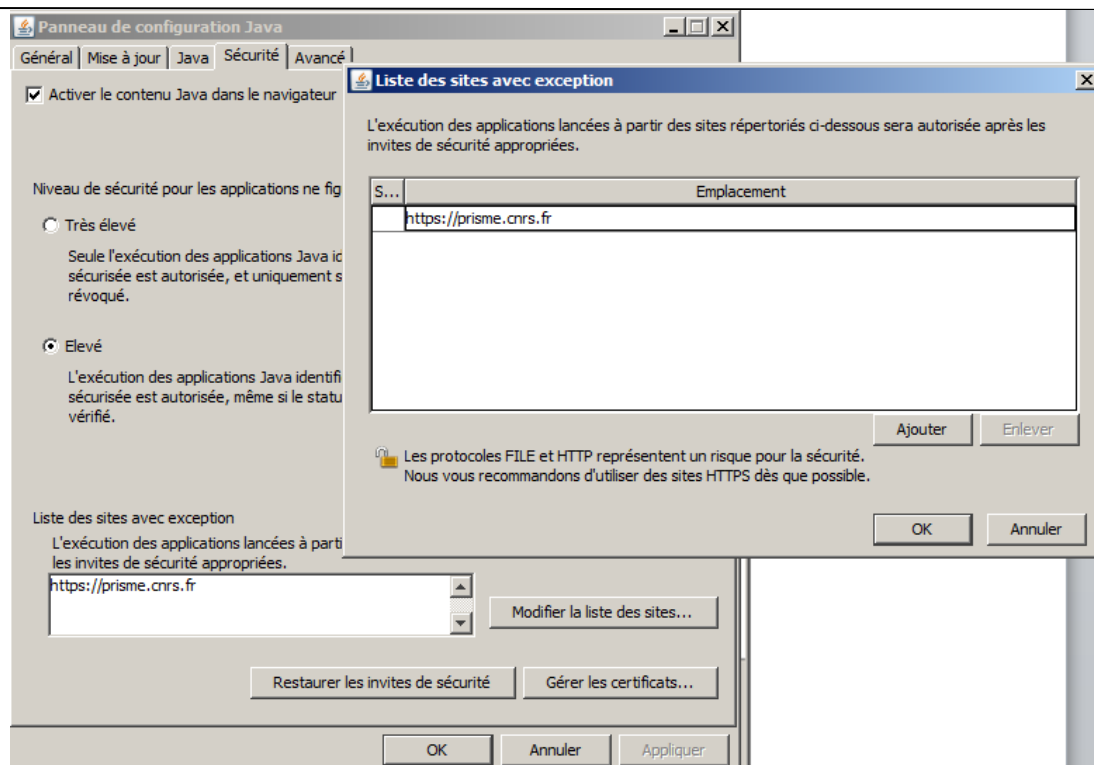 Panneau de configuration Java
Général Mise à jour Java Sécurité Avancé
Activer le contenu Java dans le navigateur
Niveau de sécurité pour les applications ne fig
Très élevé
Seule l'exécution des applications Java id
sécurisée est autorisée, et uniquement s
révoqué.
Elevé
L'exécution des applications Java identifi
sécurisée est autorisée, même si le statu
vérifié.
Liste des sites avec exception
L'exécution des applications lancées à parti
les invites de sécurité appropriées.
https://prisme.cnrs.fr
Modifier la liste des sites...
Restaurer les invites de sécurité Gérer les certificats...
OK Annuler Appliquer
Liste des sites avec exception
L'exécution des applications lancées à partir des sites répertoriés ci-dessous sera autorisée après les
invites de sécurité appropriées.
S... Emplacement
https://prisme.cnrs.fr
Ajouter Enlever
Les protocoles FILE et HTTP représentent un risque pour la sécurité.
Nous vous recommandons d'utiliser des sites HTTPS dès que possible.
OK Annuler